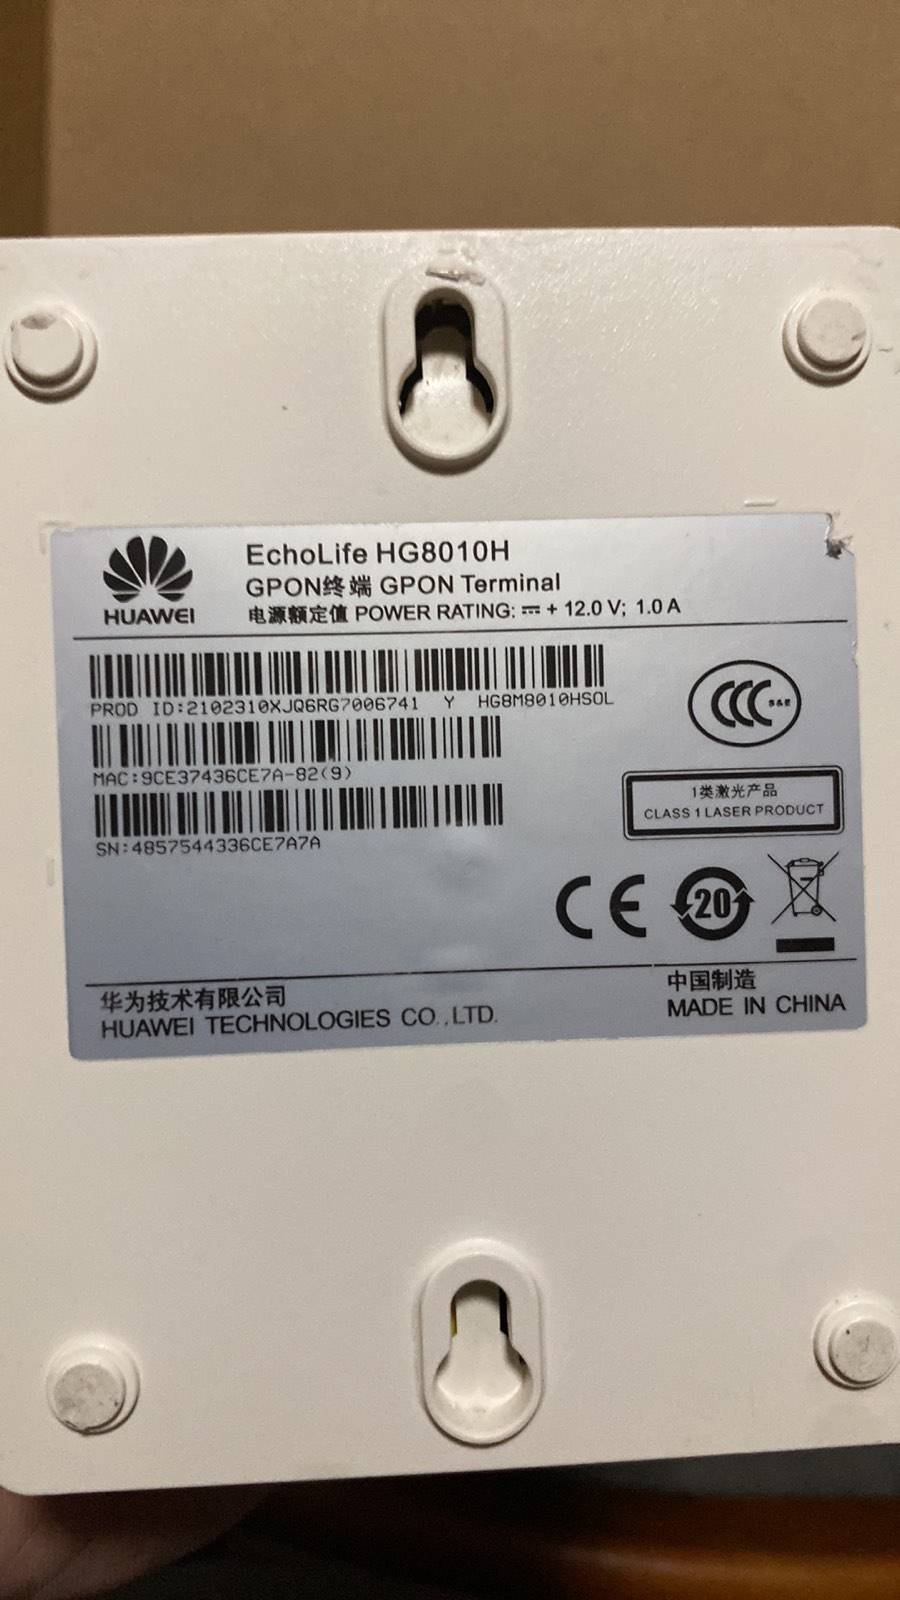 HUAWEI
EchoLife HG8010H
GPON终端 GPON Terminal
电源额定值 POWER RATING: ⎓ + 12.0 V; 1.0 A
PROD ID:2102310XJQ6RG7006741 Y HG8M8010HSOL
MAC:9CE37436CE7A-82(9)
SN:4857544336CE7A7A
CCC S&E
1类激光产品
CLASS 1 LASER PRODUCT
CE
20
华为技术有限公司
HUAWEI TECHNOLOGIES CO.,LTD.
中国制造
MADE IN CHINA